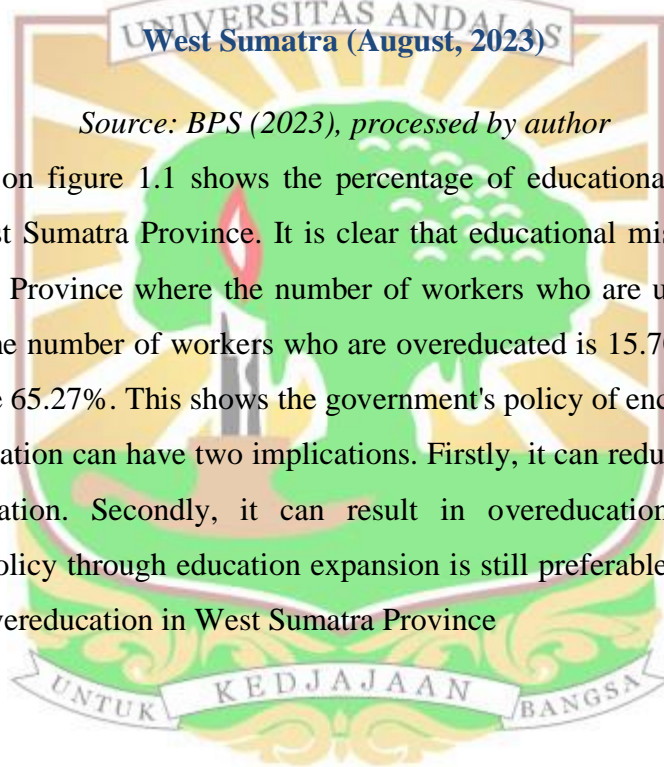 UNIVERSITAS ANDALAS
West Sumatra (August, 2023)
Source: BPS (2023), processed by author
on figure 1.1 shows the percentage of educationa
st Sumatra Province. It is clear that educational mis
Province where the number of workers who are u
he number of workers who are overeducated is 15.7
e 65.27%. This shows the government's policy of enc
ation can have two implications. Firstly, it can redu
ation. Secondly, it can result in overeducation
olicy through education expansion is still preferable
vereducation in West Sumatra Province
UNTUK KEDJAJAAN BANGSA